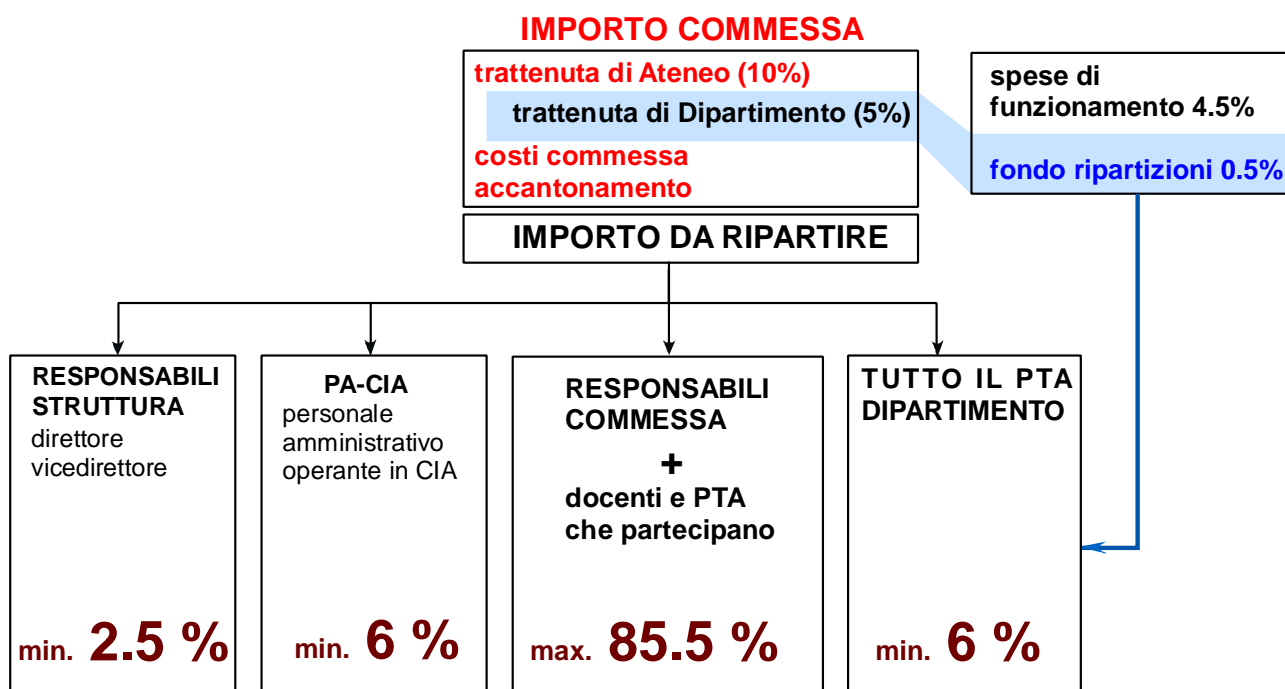 IMPORTO COMMESSA
trattenuta di Ateneo (10%)
trattenuta di Dipartimento (5%)
costi commessa
accantonamento
spese di
funzionamento 4.5%
fondo ripartizioni 0.5%
IMPORTO DA RIPARTIRE
RESPONSABILI
STRUTTURA
direttore
vicedirettore
min. 2.5 %
PA-CIA
personale
amministrativo
operante in CIA
min. 6 %
RESPONSABILI
COMMESSA
+
docenti e PTA
che partecipano
max. 85.5 %
TUTTO IL PTA
DIPARTIMENTO
min. 6 %